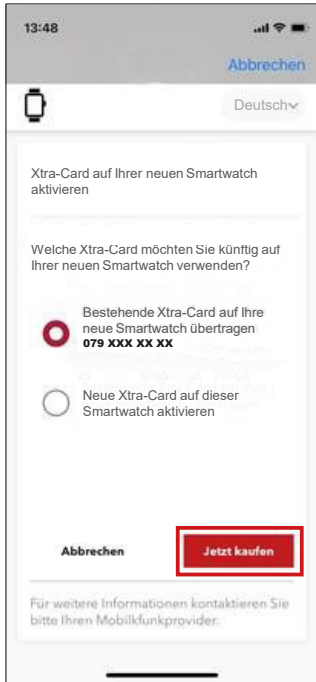 13:48
Abbrechen
Deutsch
Xtra-Card auf Ihrer neuen Smartwatch
aktivieren
Welche Xtra-Card möchten Sie künftig auf
Ihrer neuen Smartwatch verwenden?
Bestehende Xtra-Card auf Ihre
neue Smartwatch übertragen
079 XXX XX XX
Neue Xtra-Card auf dieser
Smartwatch aktivieren
Abbrechen
Jetzt kaufen
Für weitere Informationen kontaktieren Sie
bitte Ihren Mobilkfunkprovider.